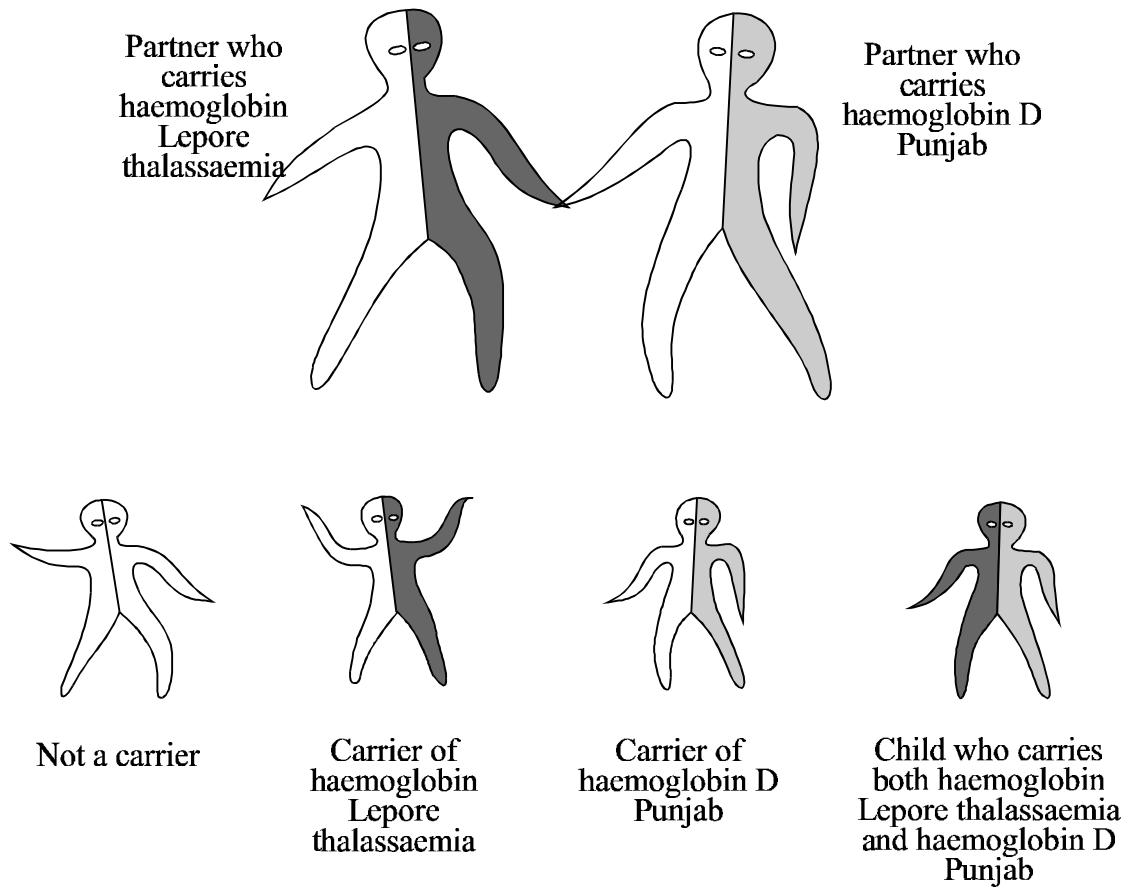 Partner who
carries
haemoglobin
Lepore
thalassaemia
Partner who
carries
haemoglobin D
Punjab
Not a carrier
Carrier of
haemoglobin
Lepore
thalassaemia
Carrier of
haemoglobin D
Punjab
Child who carries
both haemoglobin
Lepore thalassaemia
and haemoglobin D
Punjab